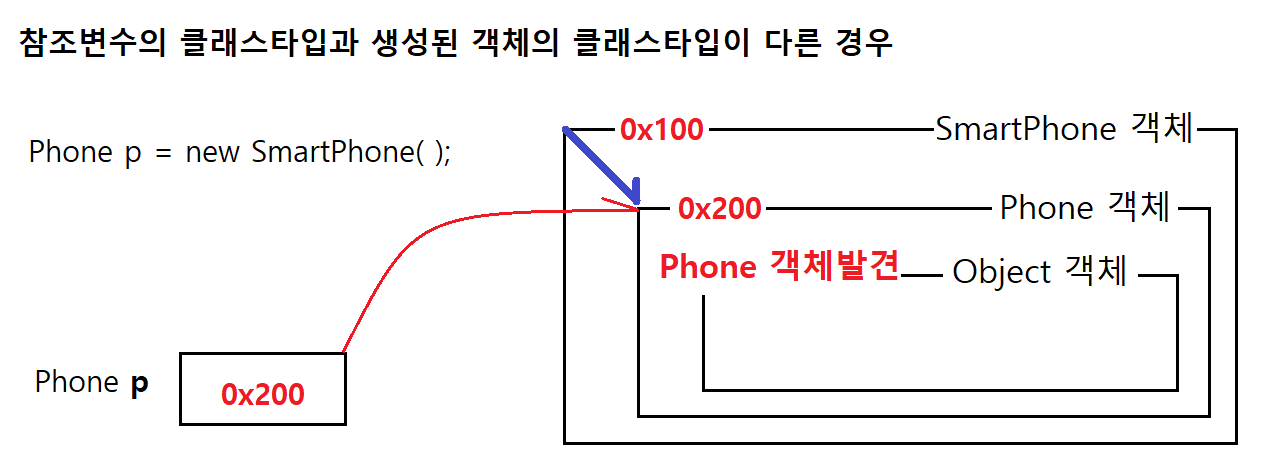 참조변수의 클래스타입과 생성된 객체의 클래스타입이 다른 경우
0x100
SmartPhone 객체
Phone p = new SmartPhone( );
0x200
Phone 객체
Phone 객체발견
Object 객체
Phone p
0x200